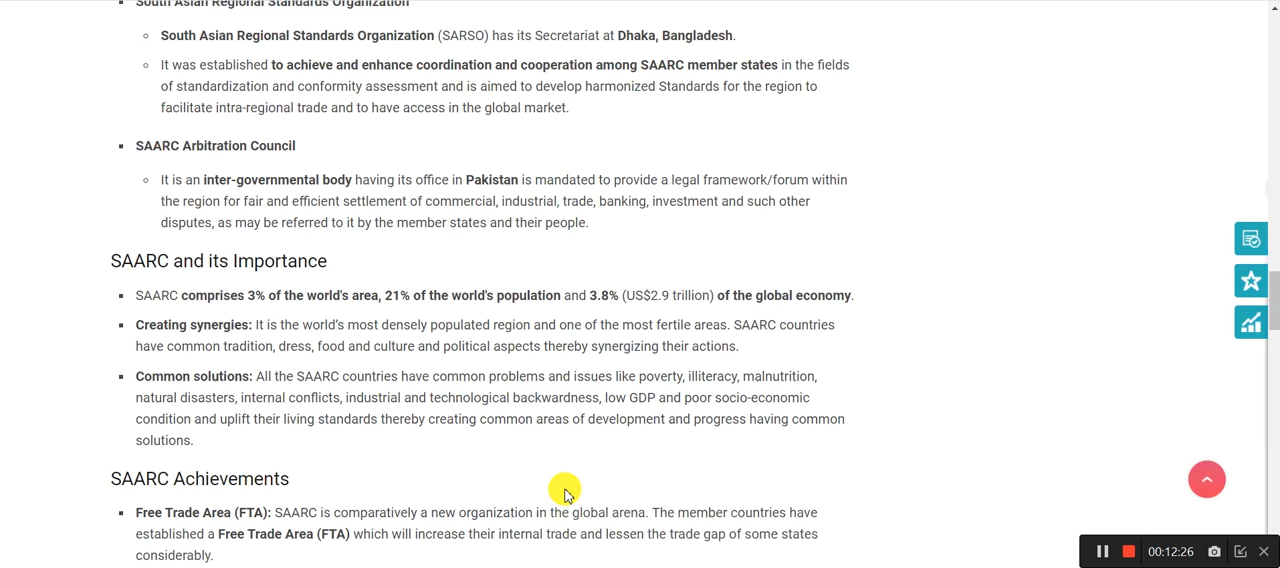 South Asian Regional Standards Organization
South Asian Regional Standards Organization (SARSO) has its Secretariat at Dhaka, Bangladesh.
It was established to achieve and enhance coordination and cooperation among SAARC member states in the fields
of standardization and conformity assessment and is aimed to develop harmonized Standards for the region to
facilitate intra-regional trade and to have access in the global market.
SAARC Arbitration Council
It is an inter-governmental body having its office in Pakistan is mandated to provide a legal framework/forum within
the region for fair and efficient settlement of commercial, industrial, trade, banking, investment and such other
disputes, as may be referred to it by the member states and their people.
SAARC and its Importance
SAARC comprises 3% of the world's area, 21% of the world's population and 3.8% (US$2.9 trillion) of the global economy.
Creating synergies: It is the world's most densely populated region and one of the most fertile areas. SAARC countries
have common tradition, dress, food and culture and political aspects thereby synergizing their actions.
Common solutions: All the SAARC countries have common problems and issues like poverty, illiteracy, malnutrition,
natural disasters, internal conflicts, industrial and technological backwardness, low GDP and poor socio-economic
condition and uplift their living standards thereby creating common areas of development and progress having common
solutions.
SAARC Achievements
Free Trade Area (FTA): SAARC is comparatively a new organization in the global arena. The member countries have
established a Free Trade Area (FTA) which will increase their internal trade and lessen the trade gap of some states
considerably.
00:12:26